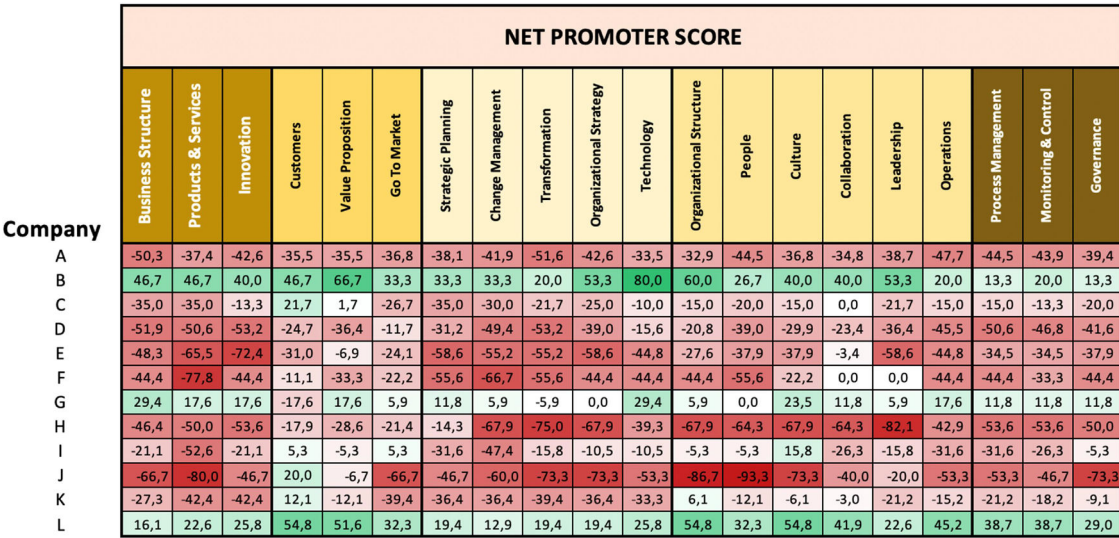 NET PROMOTER SCORE
Company Business Structure Products & Services Innovation Customers Value Proposition Go To Market Strategic Planning Change Management Transformation Organizational Strategy Technology Organizational Structure People Culture Collaboration Leadership Operations Process Management Monitoring & Control Governance
A -50,3 -37,4 -42,6 -35,5 -35,5 -36,8 -38,1 -41,9 -51,6 -42,6 -33,5 -32,9 -44,5 -36,8 -34,8 -38,7 -47,7 -44,5 -43,9 -39,4
B 46,7 46,7 40,0 46,7 66,7 33,3 33,3 33,3 20,0 53,3 80,0 60,0 26,7 40,0 40,0 53,3 20,0 13,3 20,0 13,3
C -35,0 -35,0 -13,3 21,7 1,7 -26,7 -35,0 -30,0 -21,7 -25,0 -10,0 -15,0 -20,0 -15,0 0,0 -21,7 -15,0 -15,0 -13,3 -20,0
D -51,9 -50,6 -53,2 -24,7 -36,4 -11,7 -31,2 -49,4 -53,2 -39,0 -15,6 -20,8 -39,0 -29,9 -23,4 -36,4 -45,5 -50,6 -46,8 -41,6
E -48,3 -65,5 -72,4 -31,0 -6,9 -24,1 -58,6 -55,2 -55,2 -58,6 -44,8 -27,6 -37,9 -37,9 -3,4 -58,6 -44,8 -34,5 -34,5 -37,9
F -44,4 -77,8 -44,4 -11,1 -33,3 -22,2 -55,6 -66,7 -55,6 -44,4 -44,4 -44,4 -55,6 -22,2 0,0 0,0 -44,4 -44,4 -33,3 -44,4
G 29,4 17,6 17,6 -17,6 17,6 5,9 11,8 5,9 -5,9 0,0 29,4 5,9 0,0 23,5 11,8 5,9 17,6 11,8 11,8 11,8
H -46,4 -50,0 -53,6 -17,9 -28,6 -21,4 -14,3 -67,9 -75,0 -67,9 -39,3 -67,9 -64,3 -67,9 -64,3 -82,1 -42,9 -53,6 -53,6 -50,0
I -21,1 -52,6 -21,1 5,3 -5,3 5,3 -31,6 -47,4 -15,8 -10,5 -10,5 -5,3 -5,3 15,8 -26,3 -15,8 -31,6 -31,6 -26,3 -5,3
J -66,7 -80,0 -46,7 20,0 -6,7 -66,7 -46,7 -60,0 -73,3 -73,3 -53,3 -86,7 -93,3 -73,3 -40,0 -20,0 -53,3 -53,3 -46,7 -73,3
K -27,3 -42,4 -42,4 12,1 -12,1 -39,4 -36,4 -36,4 -39,4 -36,4 -33,3 6,1 -12,1 -6,1 -3,0 -21,2 -15,2 -21,2 -18,2 -9,1
L 16,1 22,6 25,8 54,8 51,6 32,3 19,4 12,9 19,4 19,4 25,8 54,8 32,3 54,8 41,9 22,6 45,2 38,7 38,7 29,0